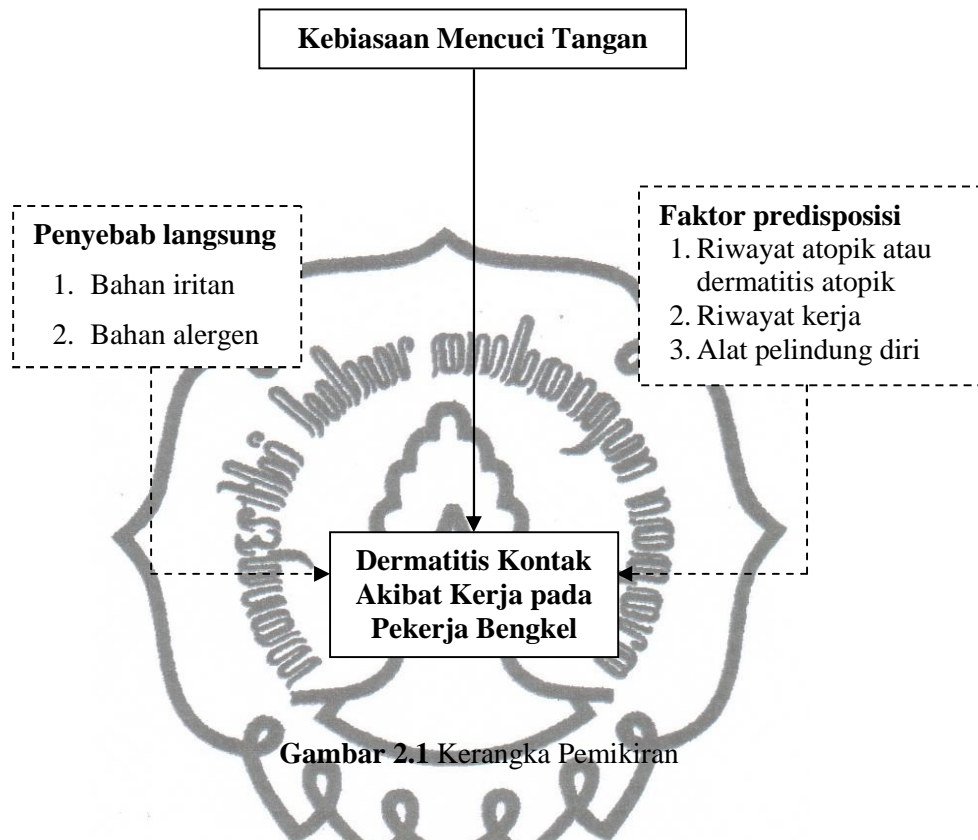 Kebiasaan Mencuci Tangan
Penyebab langsung
1. Bahan iritan
2. Bahan alergen
Faktor predisposisi
1. Riwayat atopik atau
dermatitis atopik
2. Riwayat kerja
3. Alat pelindung diri
Dermatitis Kontak
Akibat Kerja pada
Pekerja Bengkel
Gambar 2.1 Kerangka Pemikiran